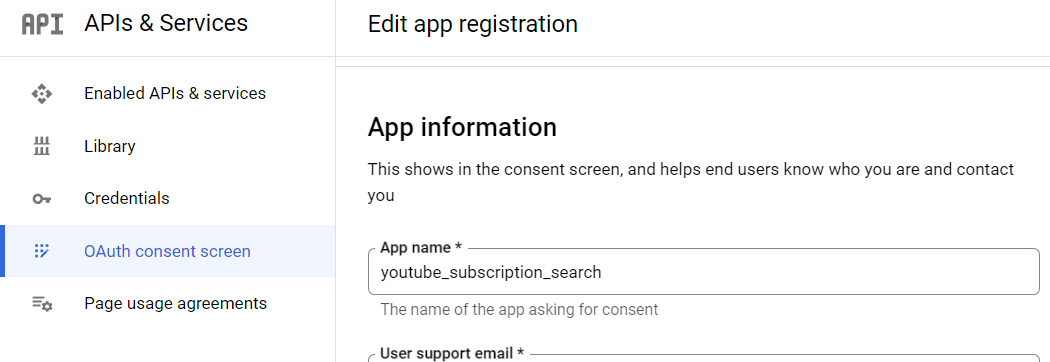 API APIs & Services
Edit app registration
Enabled APIs & services
Library
Credentials
OAuth consent screen
Page usage agreements
App information
This shows in the consent screen, and helps end users know who you are and contact
you
App name *
youtube_subscription_search
The name of the app asking for consent
User support email *